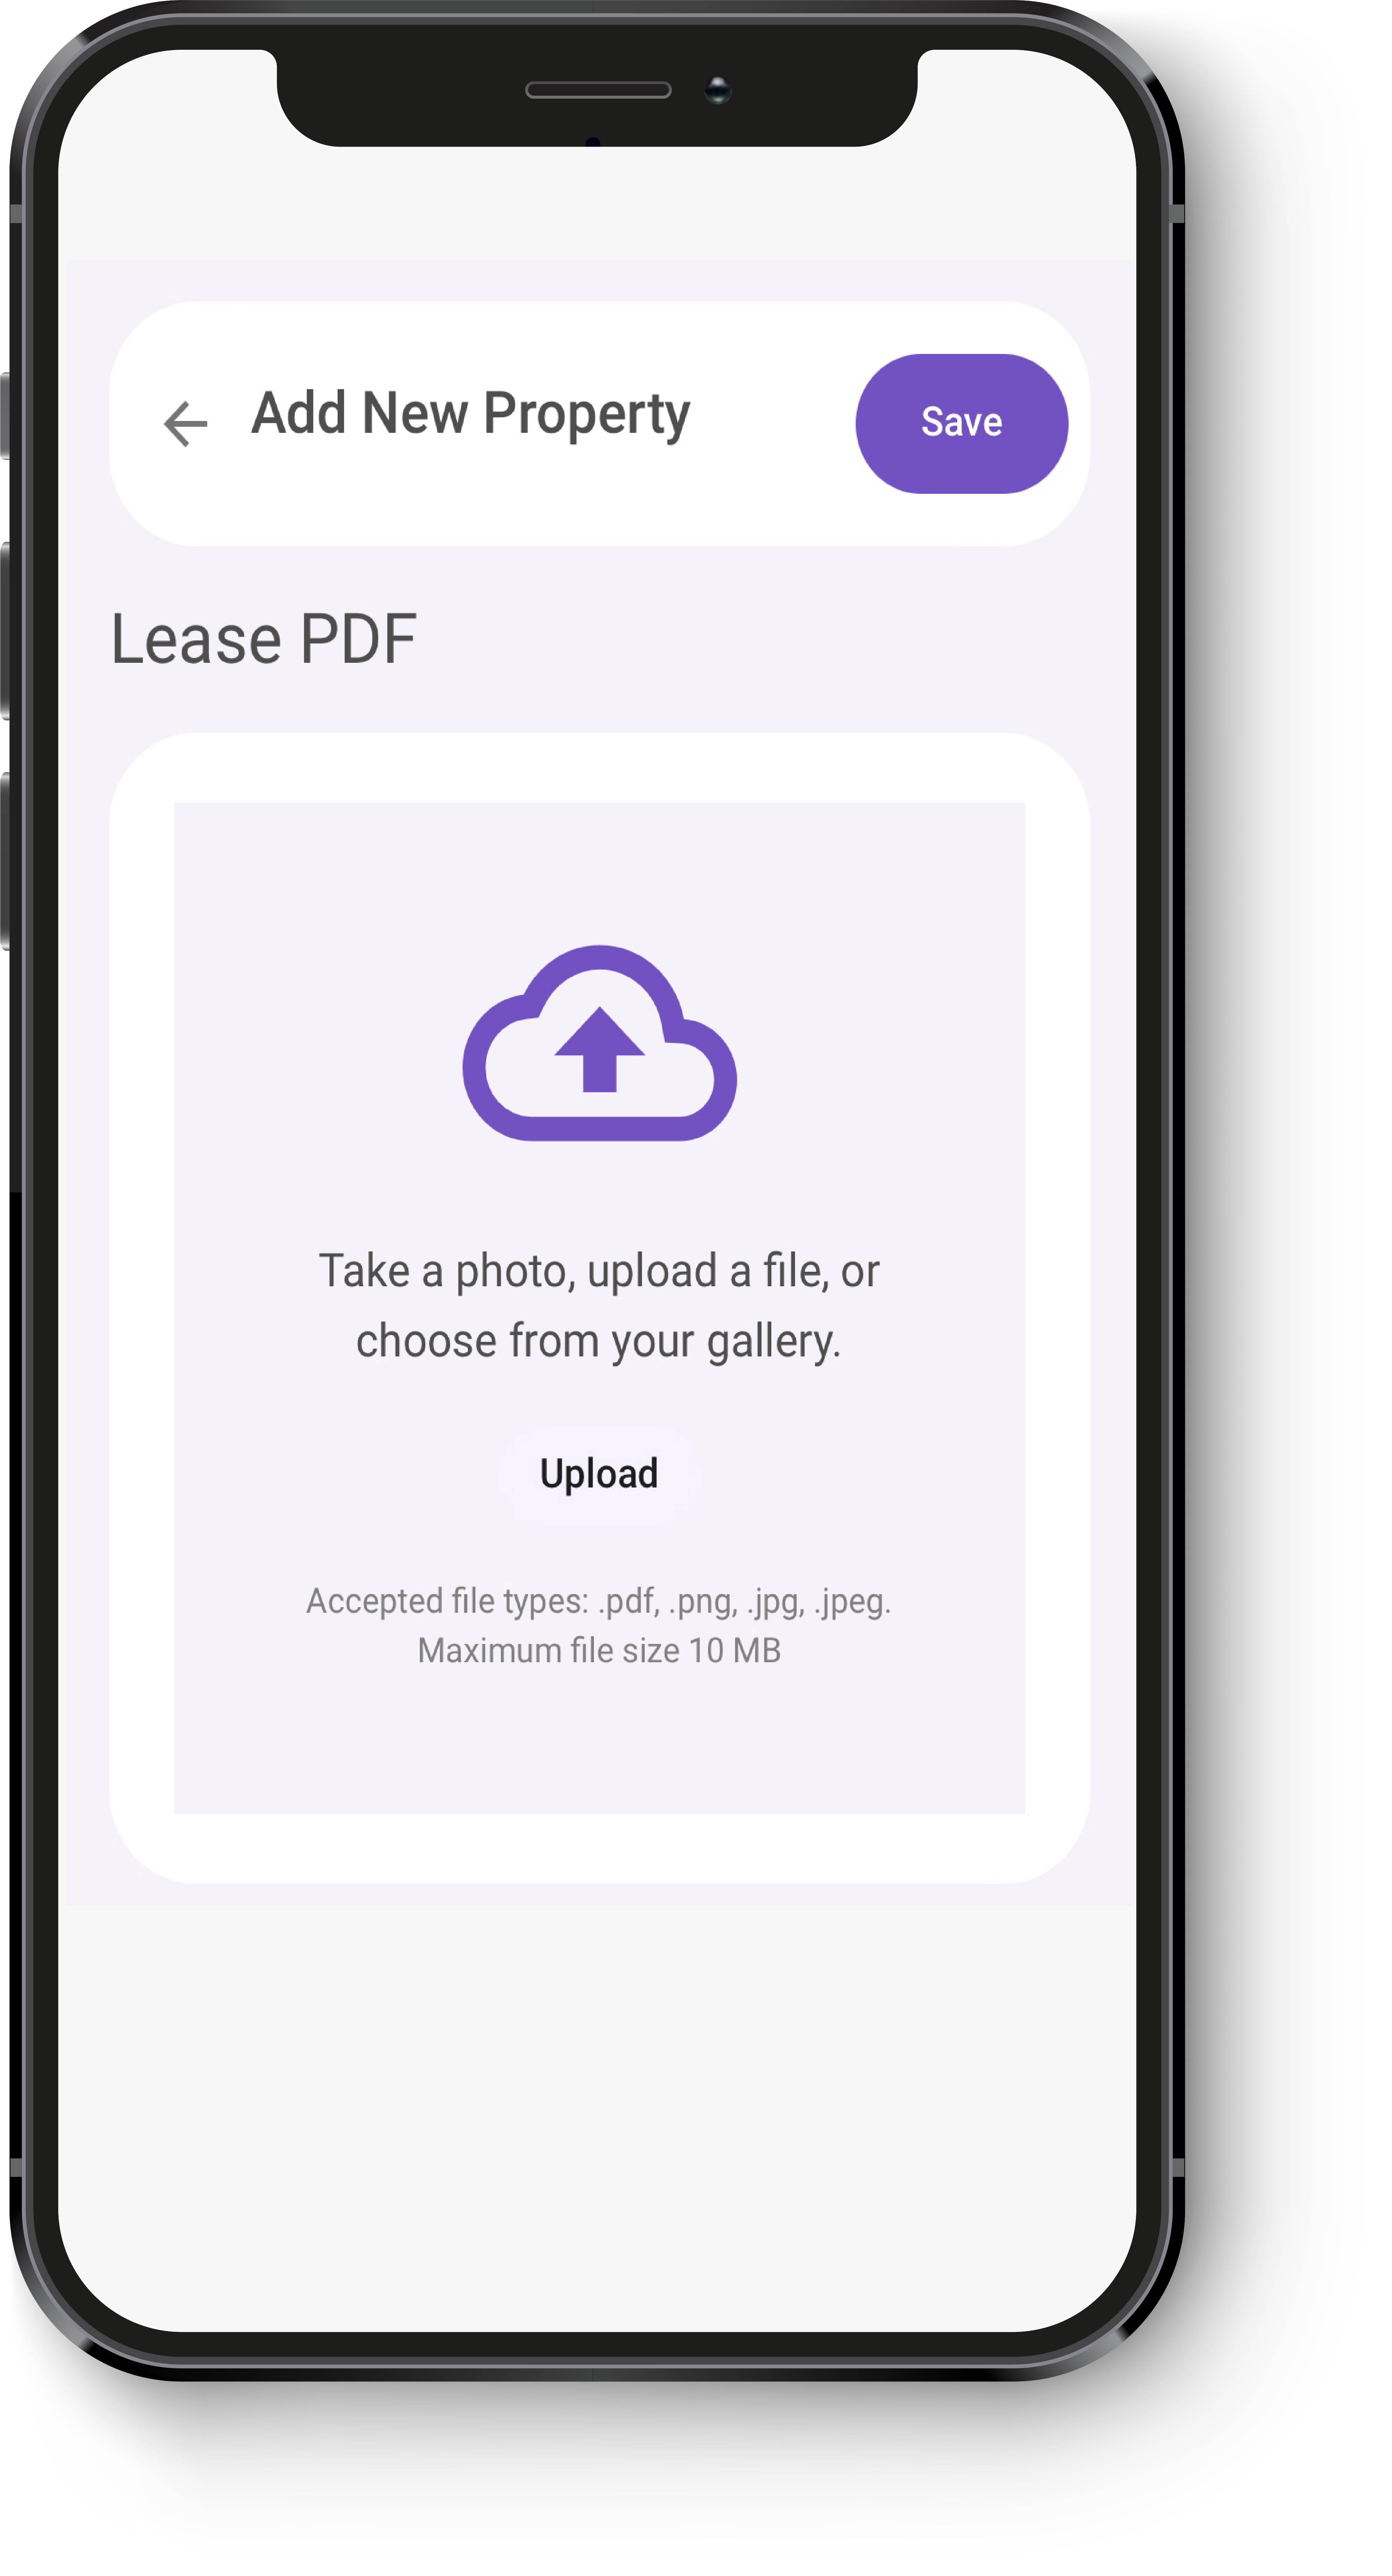 Add New Property
Save
Lease PDF
Take a photo, upload a file, or
choose from your gallery.
Upload
Accepted file types: .pdf, .png, .jpg, .jpeg.
Maximum file size 10 MB